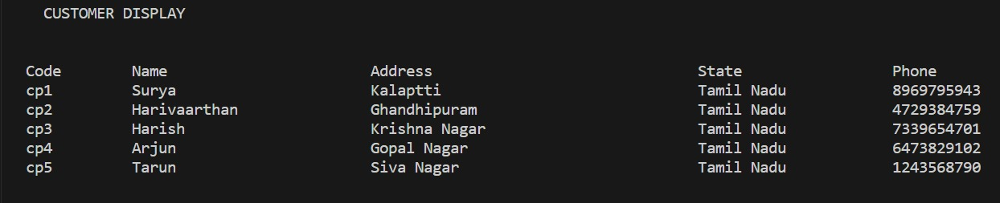 CUSTOMER DISPLAY
Code Name Address State Phone
cp1 Surya Kalaptti Tamil Nadu 8969795943
cp2 Harivaarthan Ghandhipuram Tamil Nadu 4729384759
cp3 Harish Krishna Nagar Tamil Nadu 7339654701
cp4 Arjun Gopal Nagar Tamil Nadu 6473829102
cp5 Tarun Siva Nagar Tamil Nadu 1243568790